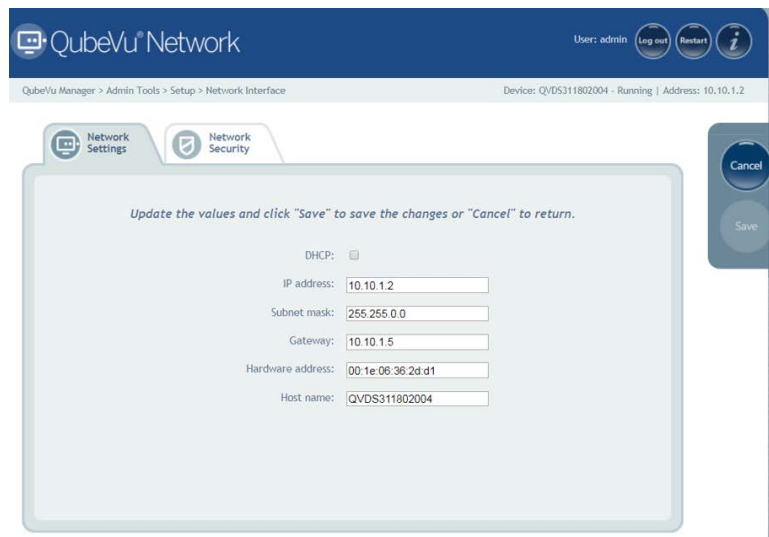 QubeVu® Network
User: admin
Log out
Restart
i
QubeVu Manager > Admin Tools > Setup > Network Interface
Device: QVDS311802004 - Running | Address: 10.10.1.2
Network Settings
Network Security
Cancel
Save
Update the values and click "Save" to save the changes or "Cancel" to return.
DHCP:
IP address: 10.10.1.2
Subnet mask: 255.255.0.0
Gateway: 10.10.1.5
Hardware address: 00:1e:06:36:2d:d1
Host name: QVDS311802004